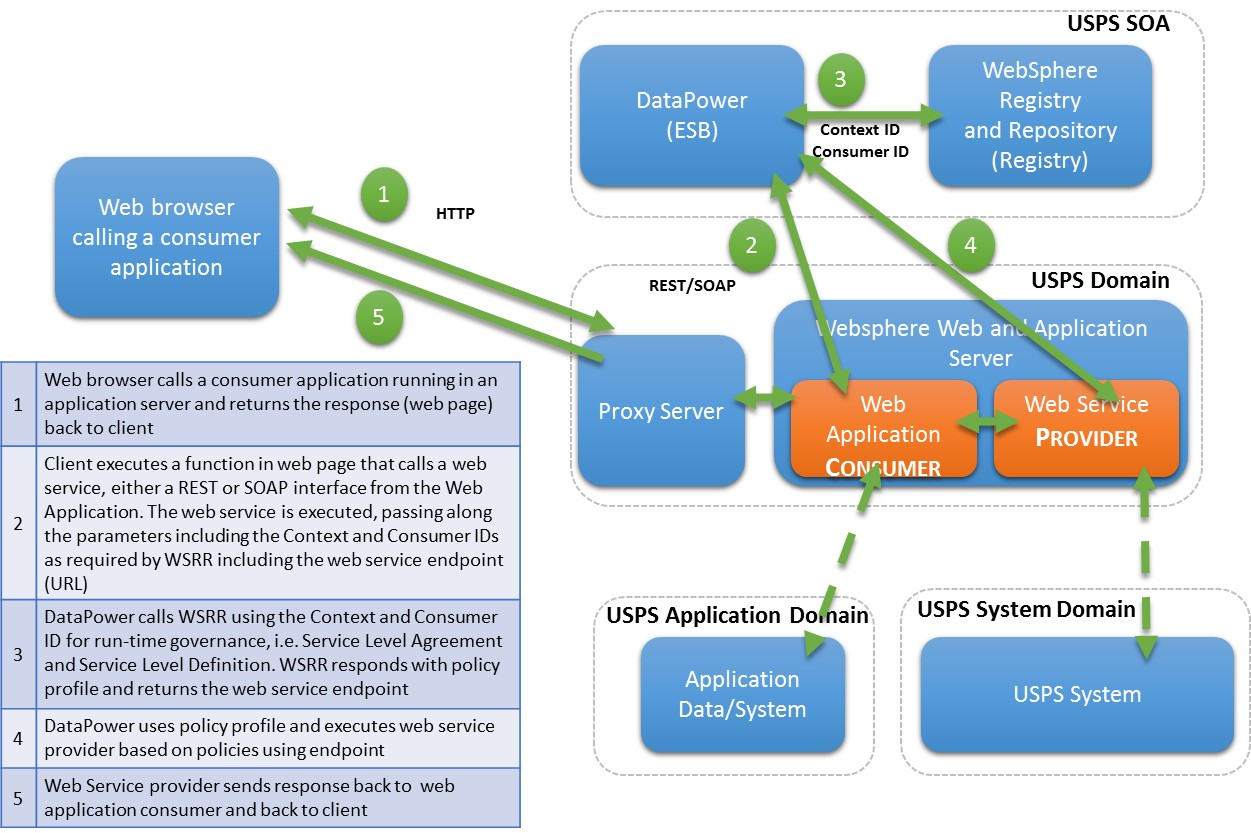 USPS SOA
DataPower
(ESB)
3
Context ID
Consumer ID
WebSphere
Registry
and Repository
(Registry)
Web browser
calling a consumer
application
1
HTTP
5
2
4
REST/SOAP
USPS Domain
Websphere Web and Application
Server
Proxy Server
Web
Application
CONSUMER
Web Service
PROVIDER
1
Web browser calls a consumer application running in an
application server and returns the response (web page)
back to client
2
Client executes a function in web page that calls a web
service, either a REST or SOAP interface from the Web
Application. The web service is executed, passing along
the parameters including the Context and Consumer IDs
as required by WSRR including the web service endpoint
(URL)
3
DataPower calls WSRR using the Context and Consumer
ID for run-time governance, i.e. Service Level Agreement
and Service Level Definition. WSRR responds with policy
profile and returns the web service endpoint
4
DataPower uses policy profile and executes web service
provider based on policies using endpoint
5
Web Service provider sends response back to web
application consumer and back to client
USPS Application Domain
Application
Data/System
USPS System Domain
USPS System